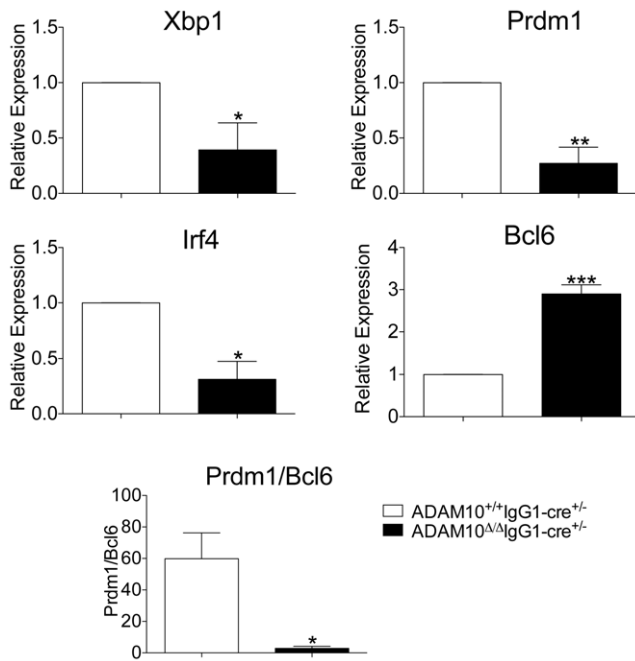 Xbp1
Relative Expression
1.5
1.0
0.5
0.0
*
Prdm1
Relative Expression
1.5
1.0
0.5
0.0
**
Irf4
Relative Expression
1.5
1.0
0.5
0.0
*
Bcl6
Relative Expression
4
3
2
1
0
***
Prdm1/Bcl6
Prdm1/Bcl6
100
80
60
40
20
0
*
ADAM10+/+IgG1-cre+/-
ADAM10Δ/ΔIgG1-cre+/-